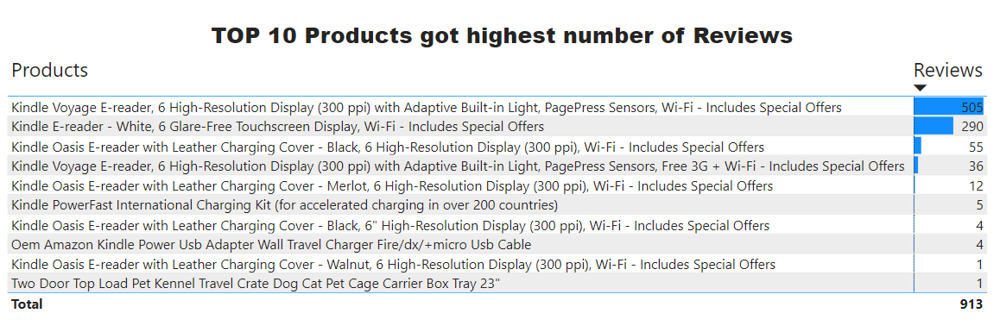 TOP 10 Products got highest number of Reviews
Products Reviews
Kindle Voyage E-reader, 6 High-Resolution Display (300 ppi) with Adaptive Built-in Light, PagePress Sensors, Wi-Fi - Includes Special Offers 505
Kindle E-reader - White, 6 Glare-Free Touchscreen Display, Wi-Fi - Includes Special Offers 290
Kindle Oasis E-reader with Leather Charging Cover - Black, 6 High-Resolution Display (300 ppi), Wi-Fi - Includes Special Offers 55
Kindle Voyage E-reader, 6 High-Resolution Display (300 ppi) with Adaptive Built-in Light, PagePress Sensors, Free 3G + Wi-Fi - Includes Special Offers 36
Kindle Oasis E-reader with Leather Charging Cover - Merlot, 6 High-Resolution Display (300 ppi), Wi-Fi - Includes Special Offers 12
Kindle PowerFast International Charging Kit (for accelerated charging in over 200 countries) 5
Kindle Oasis E-reader with Leather Charging Cover - Black, 6" High-Resolution Display (300 ppi), Wi-Fi - Includes Special Offers 4
Oem Amazon Kindle Power Usb Adapter Wall Travel Charger Fire/dx/+micro Usb Cable 4
Kindle Oasis E-reader with Leather Charging Cover - Walnut, 6 High-Resolution Display (300 ppi), Wi-Fi - Includes Special Offers 1
Two Door Top Load Pet Kennel Travel Crate Dog Cat Pet Cage Carrier Box Tray 23" 1
Total 913